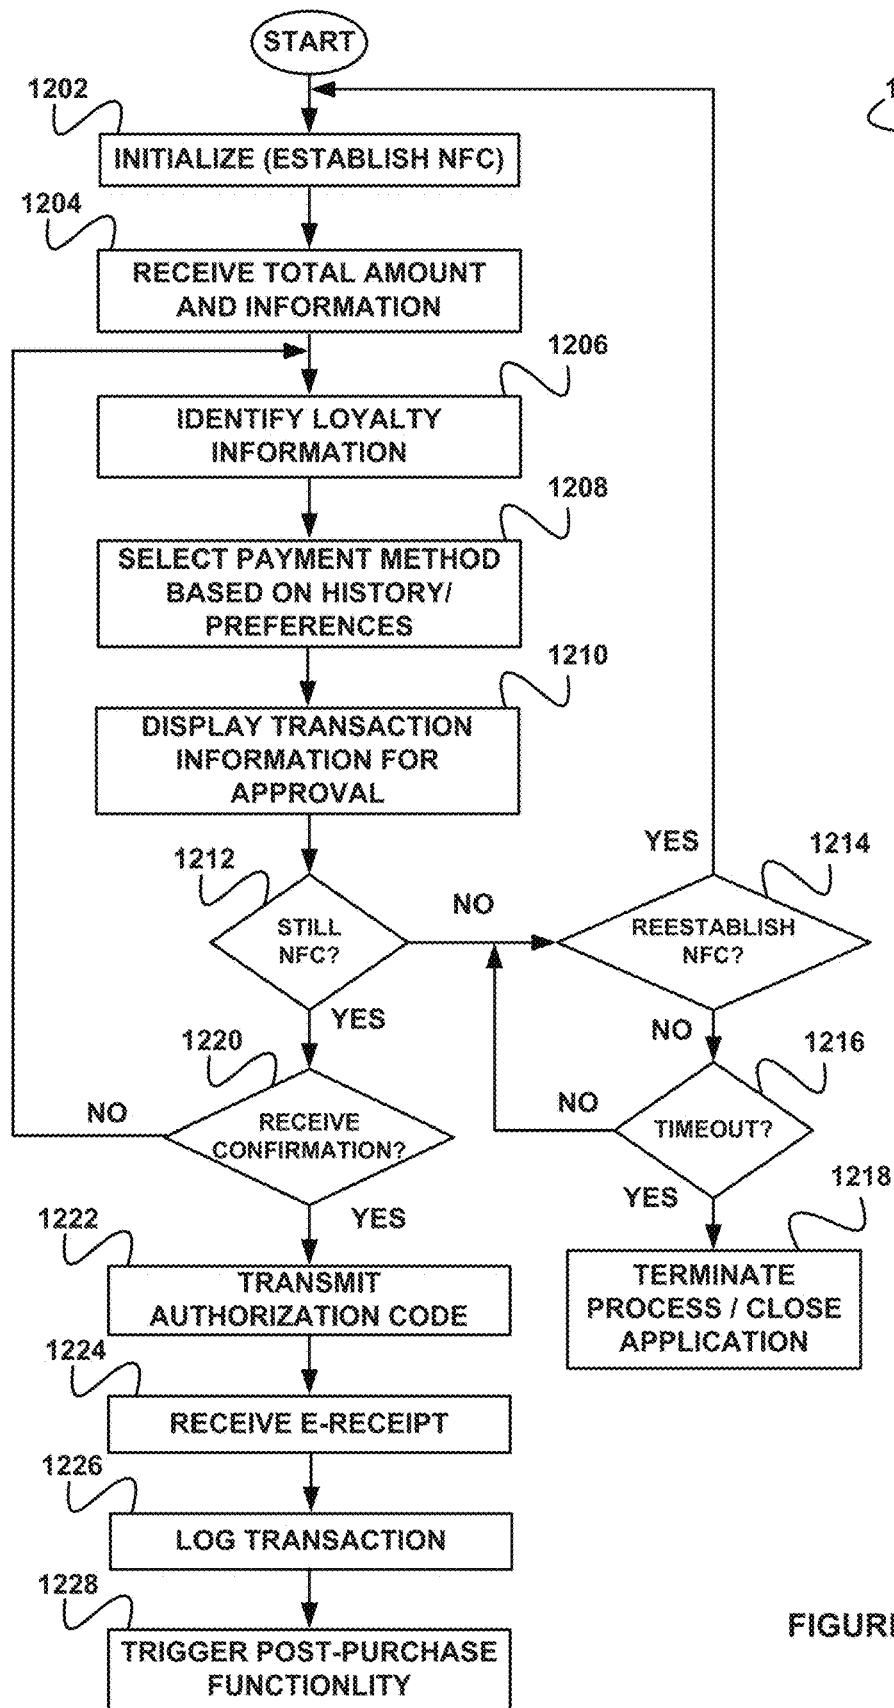 START
1202
INITIALIZE (ESTABLISH NFC)
1204
RECEIVE TOTAL AMOUNT
AND INFORMATION
1206
IDENTIFY LOYALTY
INFORMATION
1208
SELECT PAYMENT METHOD
BASED ON HISTORY/
PREFERENCES
1210
DISPLAY TRANSACTION
INFORMATION FOR
APPROVAL
1212
STILL
NFC?
NO
YES
YES
1214
REESTABLISH
NFC?
NO
1216
TIMEOUT?
NO
YES
1218
TERMINATE
PROCESS / CLOSE
APPLICATION
1220
RECEIVE
CONFIRMATION?
NO
YES
1222
TRANSMIT
AUTHORIZATION CODE
1224
RECEIVE E-RECEIPT
1226
LOG TRANSACTION
1228
TRIGGER POST-PURCHASE
FUNCTIONLITY